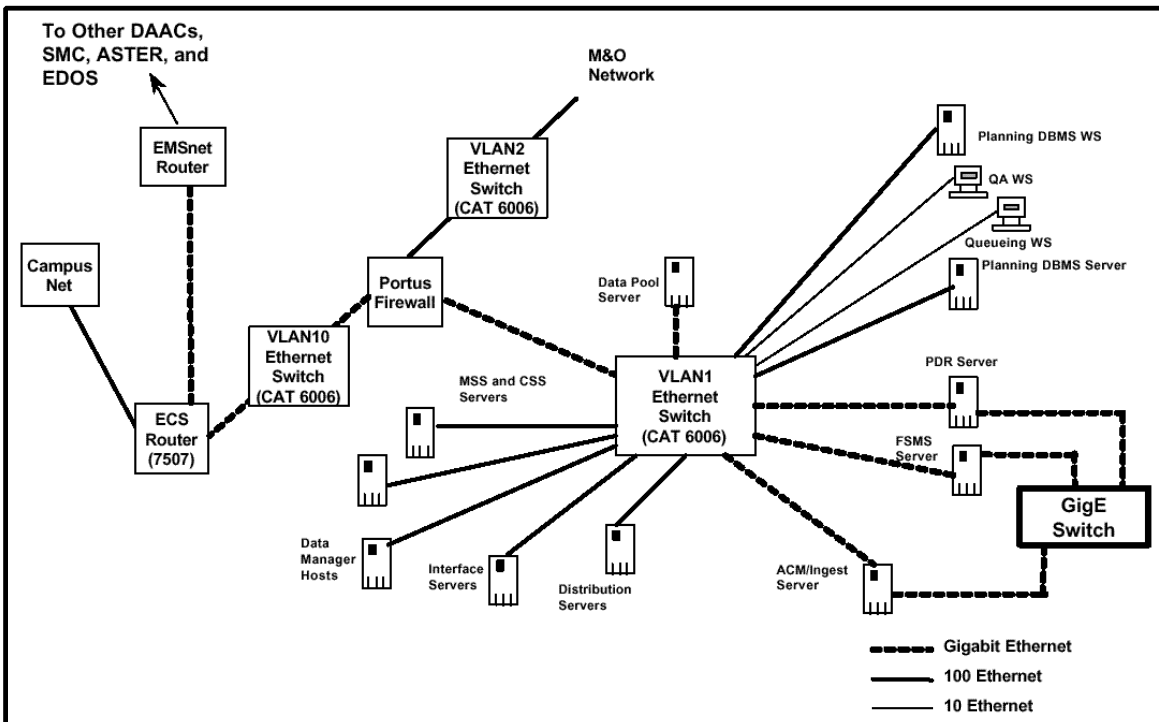 To Other DAACs,
SMC, ASTER, and
EDOS
M&O
Network
EMSnet
Router
VLAN2
Ethernet
Switch
(CAT 6006)
Planning DBMS WS
QA WS
Queueing WS
Campus
Net
Portus
Firewall
Data Pool
Server
Planning DBMS Server
VLAN10
Ethernet
Switch
(CAT 6006)
MSS and CSS
Servers
VLAN1
Ethernet
Switch
(CAT 6006)
PDR Server
ECS
Router
(7507)
FSMS
Server
GigE
Switch
Data
Manager
Hosts
Interface
Servers
Distribution
Servers
ACM/Ingest
Server
Gigabit Ethernet
100 Ethernet
10 Ethernet